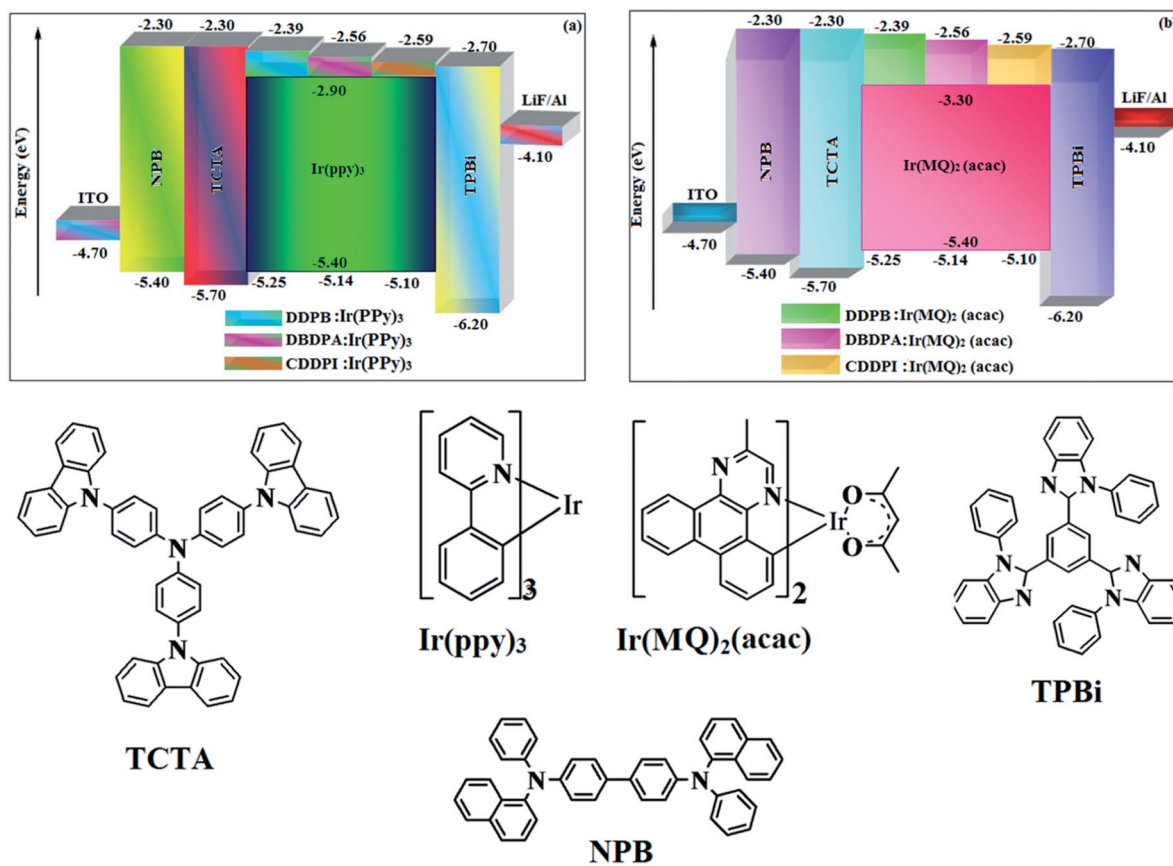 (a)
-2.30
-2.30
-2.39
-2.56
-2.59
-2.70
LiF/Al
-2.90
-4.10
Energy (eV)
NPB
TCTA
Ir(ppy)₃
TPBi
ITO
-4.70
-5.40
-5.40
-5.70
-5.25
-5.14
-5.10
-6.20
DDPB :Ir(PPy)₃
DBDPA:Ir(PPy)₃
CDDPI :Ir(PPy)₃
(b)
-2.30
-2.30
-2.39
-2.56
-2.59
-2.70
LiF/Al
-3.30
-4.10
Energy (eV)
NPB
TCTA
Ir(MQ)₂ (acac)
TPBi
ITO
-4.70
-5.40
-5.40
-5.70
-5.25
-5.14
-5.10
-6.20
DDPB :Ir(MQ)₂ (acac)
DBDPA:Ir(MQ)₂ (acac)
CDDPI :Ir(MQ)₂ (acac)
N
N
N
N
TCTA
N
Ir
3
Ir(ppy)₃
N
N
O
Ir
O
2
Ir(MQ)₂(acac)
N
N
N
N
N
N
TPBi
N
N
NPB